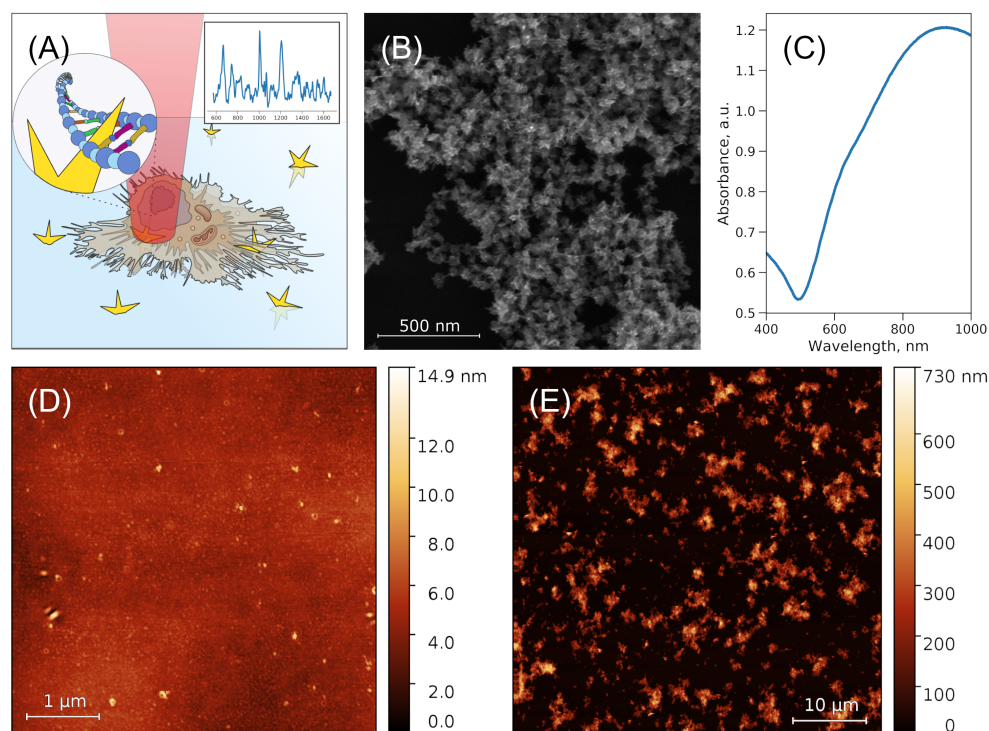 (A)
600 800 1000 1200 1400 1600
(B)
500 nm
(C)
Absorbance, a.u.
1.2
1.1
1.0
0.9
0.8
0.7
0.6
0.5
400 600 800 1000
Wavelength, nm
(D)
1 µm
14.9 nm
12.0
10.0
8.0
6.0
4.0
2.0
0.0
(E)
10 µm
730 nm
600
500
400
300
200
100
0